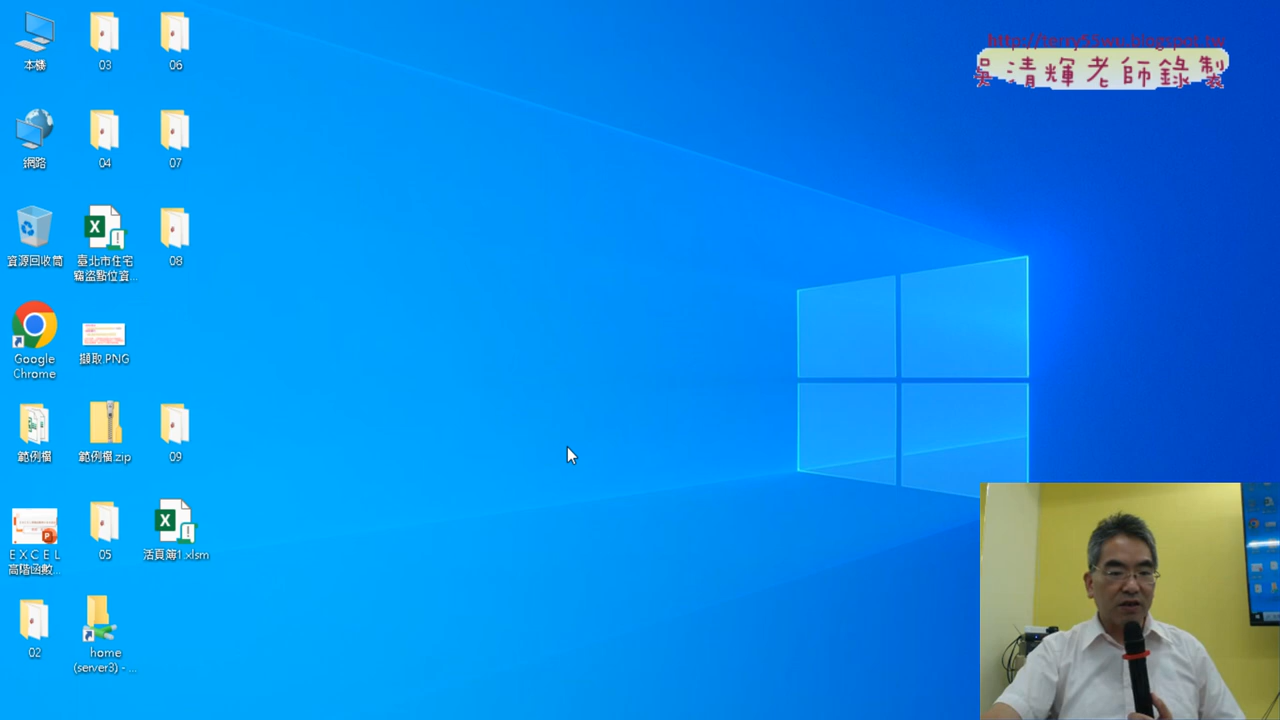 http://terry55wu.blogspot.tw
吳清輝老師錄製
本機
03
06
網路
04
07
資源回收筒
臺北市住宅
竊盜點位資...
08
Google
Chrome
擷取.PNG
範例檔
範例檔.zip
09
ＥＸＣＥＬ
高階函數...
05
活頁簿1.xlsm
02
home
(server3) - ...